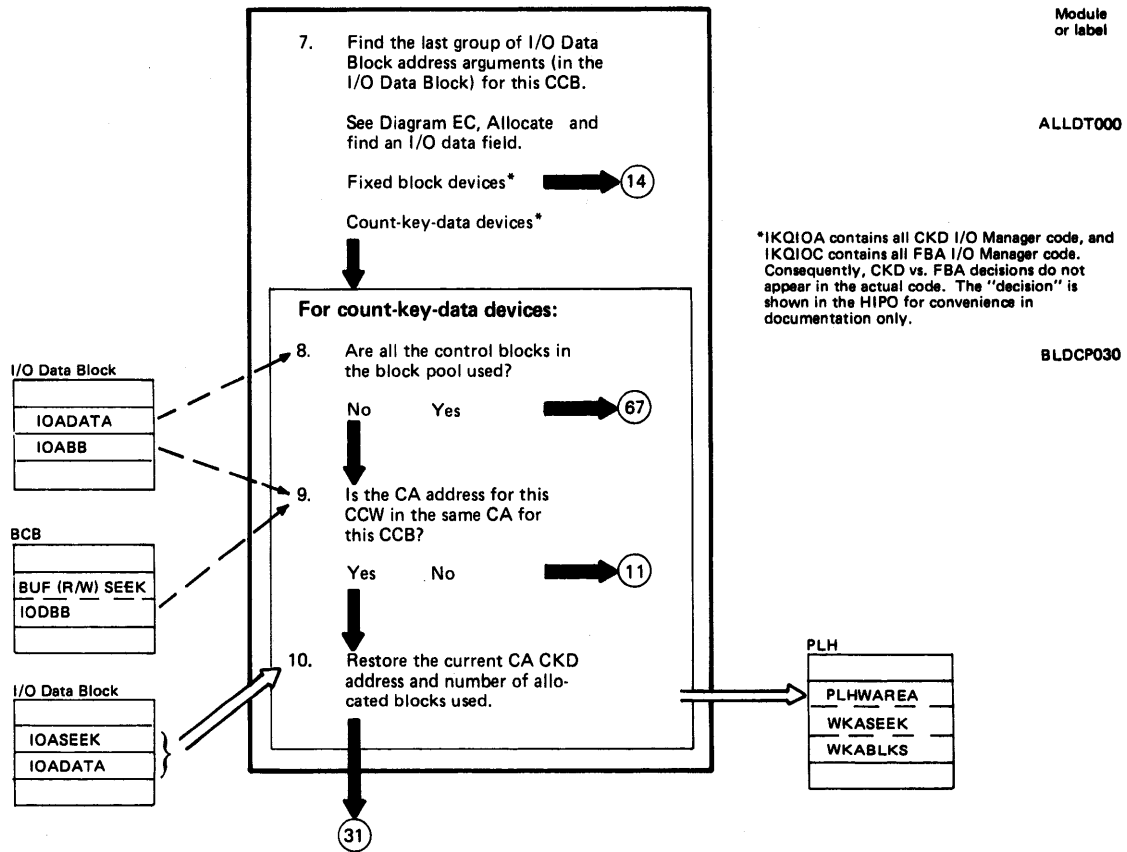 Module
or label
7. Find the last group of I/O Data
Block address arguments (in the
I/O Data Block) for this CCB.
See Diagram EC, Allocate and
find an I/O data field.
ALLDT000
Fixed block devices* 14
Count-key-data devices*
*IKQIOA contains all CKD I/O Manager code, and
IKQIOC contains all FBA I/O Manager code.
Consequently, CKD vs. FBA decisions do not
appear in the actual code. The "decision" is
shown in the HIPO for convenience in
documentation only.
For count-key-data devices:
8. Are all the control blocks in
the block pool used?
BLDCP030
No Yes 67
I/O Data Block
IOADATA
IOABB
9. Is the CA address for this
CCW in the same CA for
this CCB?
Yes No 11
BCB
BUF (R/W) SEEK
IODBB
10. Restore the current CA CKD
address and number of allo-
cated blocks used.
I/O Data Block
IOASEEK
IOADATA
PLH
PLHWAREA
WKASEEK
WKABLKS
31